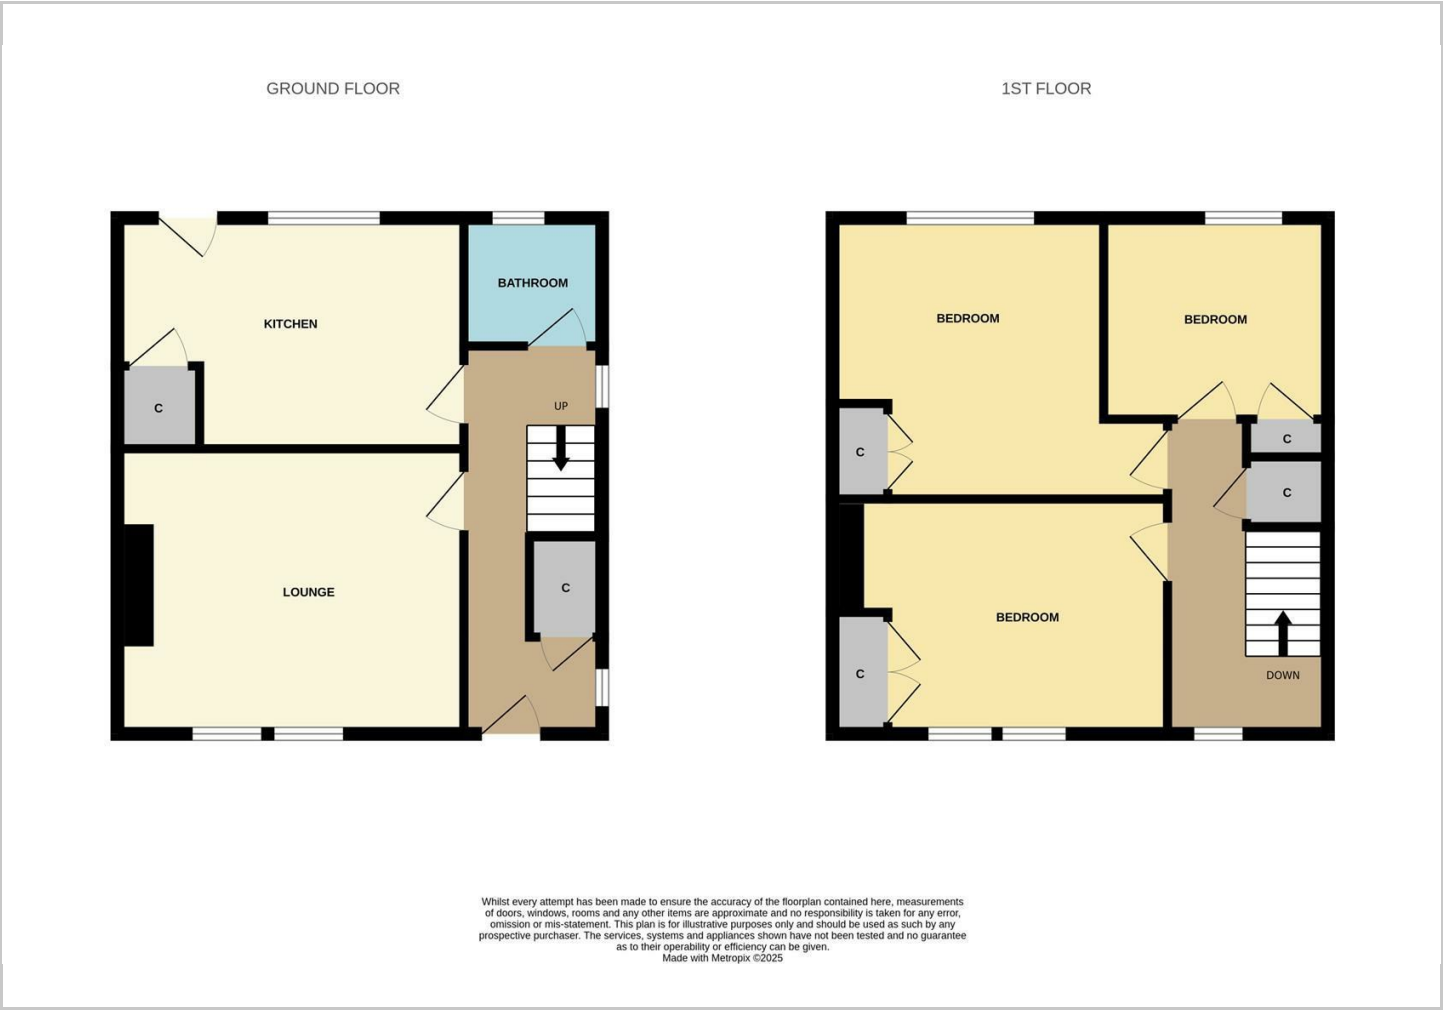 GROUND FLOOR
1ST FLOOR
KITCHEN
BATHROOM
C
UP
LOUNGE
C
BEDROOM
BEDROOM
C
C
C
BEDROOM
C
DOWN
Whilst every attempt has been made to ensure the accuracy of the floorplan contained here, measurements
of doors, windows, rooms and any other items are approximate and no responsibility is taken for any error,
omission or mis-statement. This plan is for illustrative purposes only and should be used as such by any
prospective purchaser. The services, systems and appliances shown have not been tested and no guarantee
as to their operability or efficiency can be given.
Made with Metropix ©2025